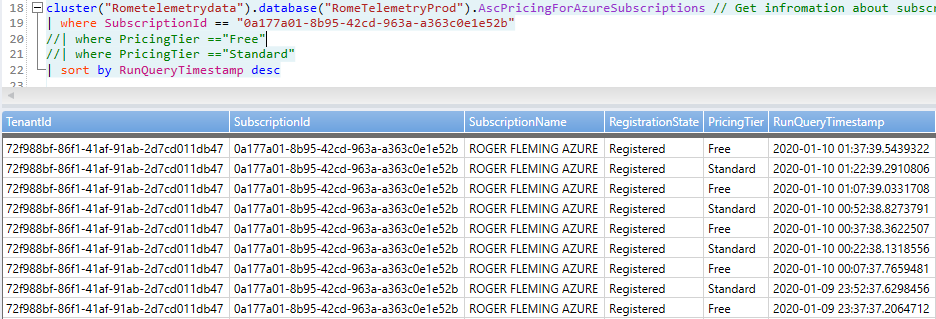 18 cluster("Rometelemetrydata").database("RomeTelemetryProd").AscPricingForAzureSubscriptions // Get infromation about subscr
19 | where SubscriptionId == "0a177a01-8b95-42cd-963a-a363c0e1e52b"
20 //| where PricingTier =="Free"
21 //| where PricingTier =="Standard"
22 | sort by RunQueryTimestamp desc
23
TenantId SubscriptionId SubscriptionName RegistrationState PricingTier RunQueryTimestamp
72f988bf-86f1-41af-91ab-2d7cd011db47 0a177a01-8b95-42cd-963a-a363c0e1e52b ROGER FLEMING AZURE Registered Free 2020-01-10 01:37:39.5439322
72f988bf-86f1-41af-91ab-2d7cd011db47 0a177a01-8b95-42cd-963a-a363c0e1e52b ROGER FLEMING AZURE Registered Standard 2020-01-10 01:22:39.2910806
72f988bf-86f1-41af-91ab-2d7cd011db47 0a177a01-8b95-42cd-963a-a363c0e1e52b ROGER FLEMING AZURE Registered Free 2020-01-10 01:07:39.0331708
72f988bf-86f1-41af-91ab-2d7cd011db47 0a177a01-8b95-42cd-963a-a363c0e1e52b ROGER FLEMING AZURE Registered Standard 2020-01-10 00:52:38.8273791
72f988bf-86f1-41af-91ab-2d7cd011db47 0a177a01-8b95-42cd-963a-a363c0e1e52b ROGER FLEMING AZURE Registered Free 2020-01-10 00:37:38.3622507
72f988bf-86f1-41af-91ab-2d7cd011db47 0a177a01-8b95-42cd-963a-a363c0e1e52b ROGER FLEMING AZURE Registered Standard 2020-01-10 00:22:38.1318556
72f988bf-86f1-41af-91ab-2d7cd011db47 0a177a01-8b95-42cd-963a-a363c0e1e52b ROGER FLEMING AZURE Registered Free 2020-01-10 00:07:37.7659481
72f988bf-86f1-41af-91ab-2d7cd011db47 0a177a01-8b95-42cd-963a-a363c0e1e52b ROGER FLEMING AZURE Registered Standard 2020-01-09 23:52:37.6298456
72f988bf-86f1-41af-91ab-2d7cd011db47 0a177a01-8b95-42cd-963a-a363c0e1e52b ROGER FLEMING AZURE Registered Free 2020-01-09 23:37:37.2064712